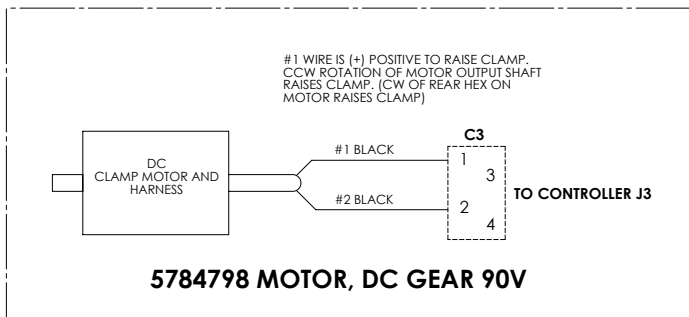 #1 WIRE IS (+) POSITIVE TO RAISE CLAMP.
CCW ROTATION OF MOTOR OUTPUT SHAFT
RAISES CLAMP. (CW OF REAR HEX ON
MOTOR RAISES CLAMP)
C3
DC
CLAMP MOTOR AND
HARNESS
#1 BLACK
1
3
TO CONTROLLER J3
#2 BLACK
2
4
5784798 MOTOR, DC GEAR 90V